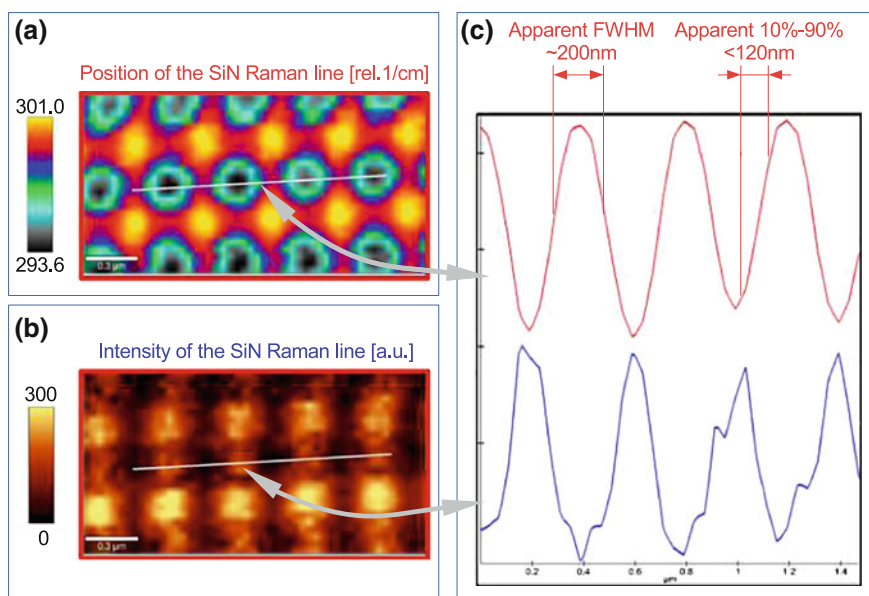 (a)
Position of the SiN Raman line [rel.1/cm]
301.0
293.6
0.3 µm
(b)
Intensity of the SiN Raman line [a.u.]
300
0
0.3 µm
(c)
Apparent FWHM
~200nm
Apparent 10%-90%
<120nm
0.2 0.4 0.6 0.8 1 1.2 1.4
µm